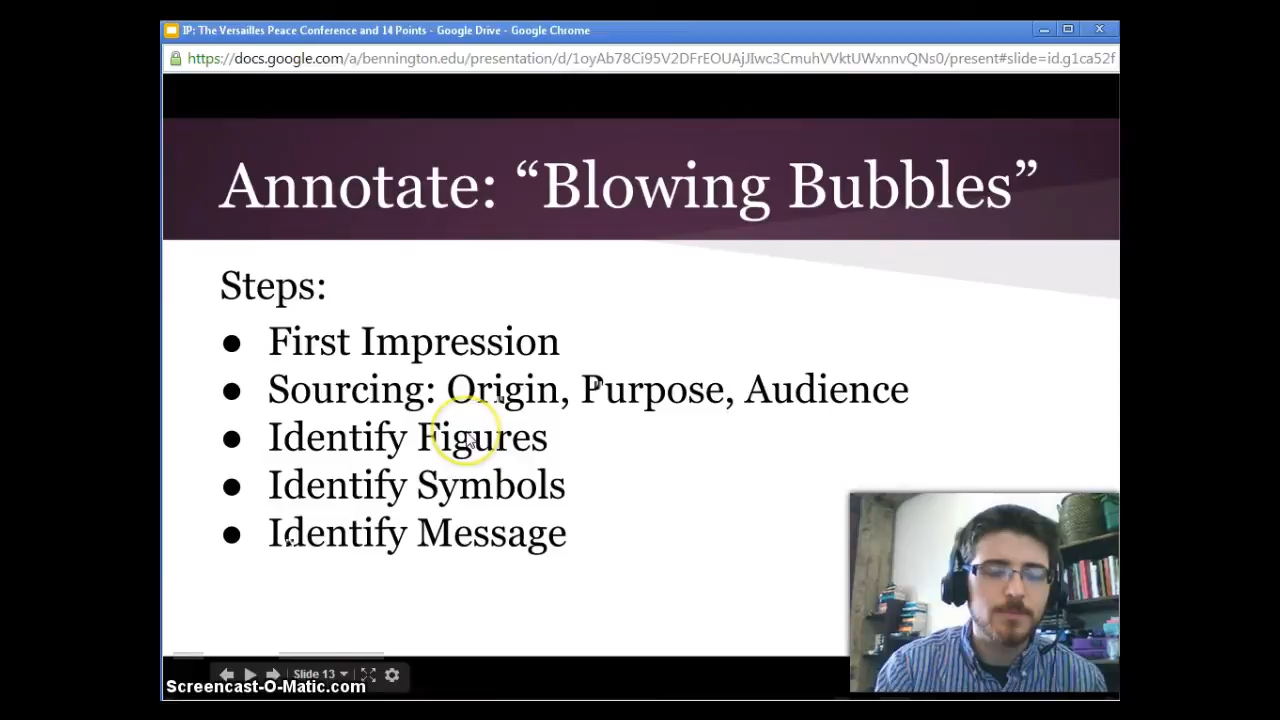 IP: The Versailles Peace Conference and 14 Points - Google Drive - Google Chrome
https://docs.google.com/a/bennington.edu/presentation/d/1oyAb78Ci95V2DFrEOUAjJIwc3CmuhVVktUWxnnvQNs0/present#slide=id.g1ca52f
Annotate: “Blowing Bubbles”
Steps:
● First Impression
● Sourcing: Origin, Purpose, Audience
● Identify Figures
● Identify Symbols
● Identify Message
Slide 13
Screencast-O-Matic.com